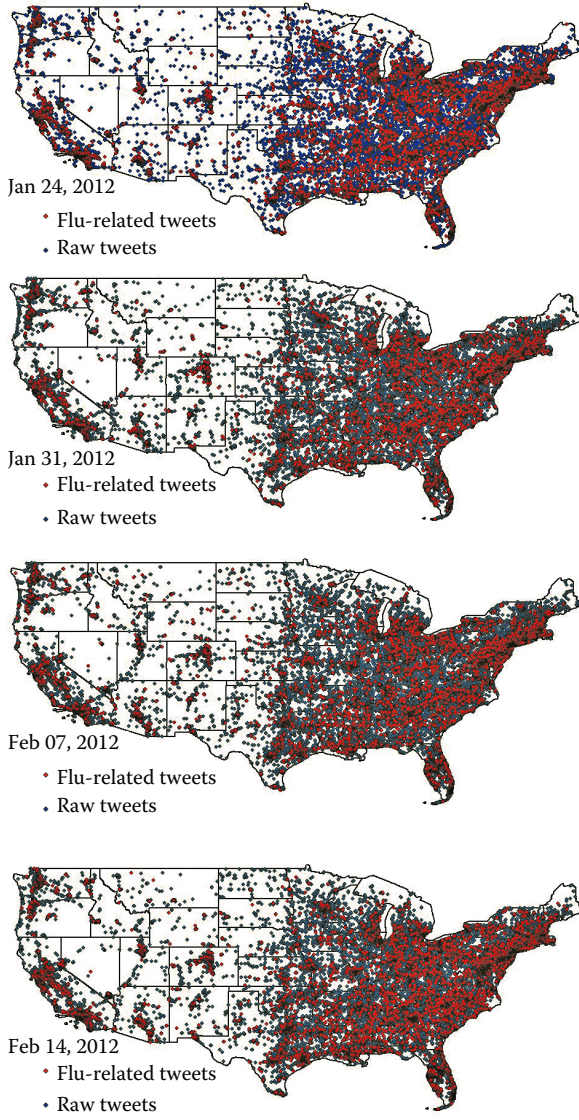 Jan 24, 2012
Flu-related tweets
Raw tweets
Jan 31, 2012
Flu-related tweets
Raw tweets
Feb 07, 2012
Flu-related tweets
Raw tweets
Feb 14, 2012
Flu-related tweets
Raw tweets